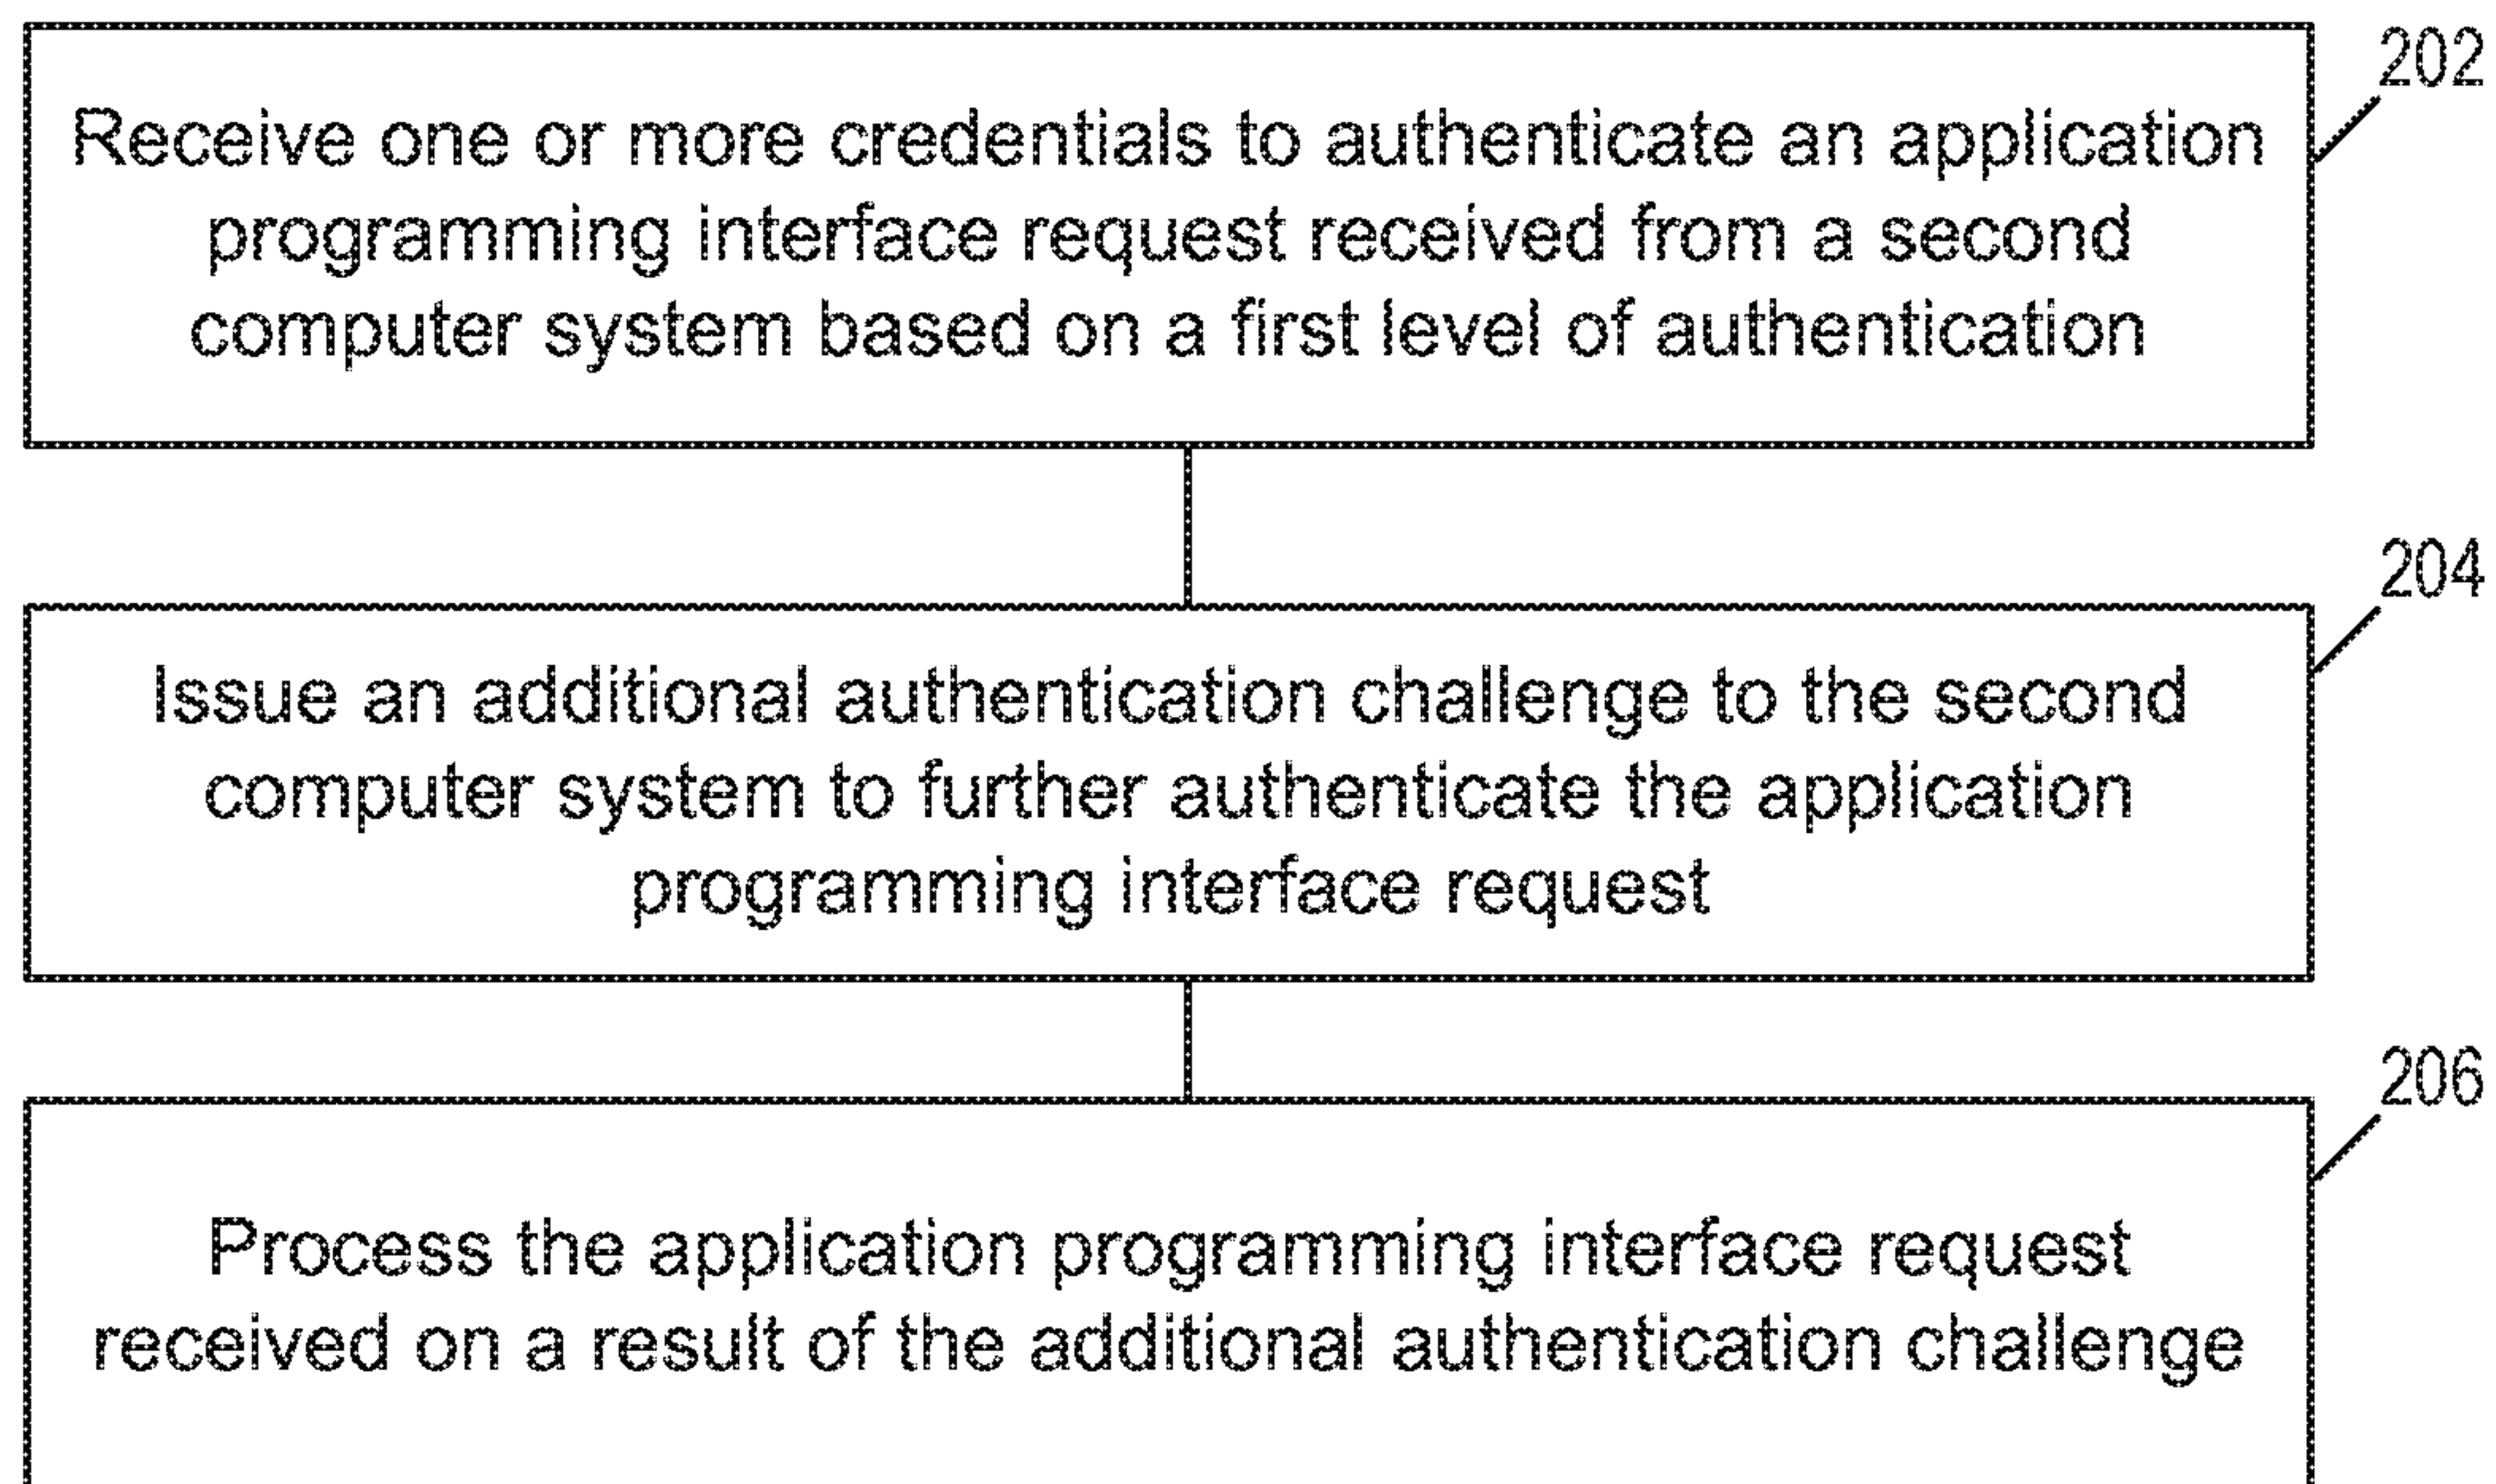 202
Receive one or more credentials to authenticate an application
programming interface request received from a second
computer system based on a first level of authentication
204
Issue an additional authentication challenge to the second
computer system to further authenticate the application
programming interface request
206
Process the application programming interface request
received on a result of the additional authentication challenge